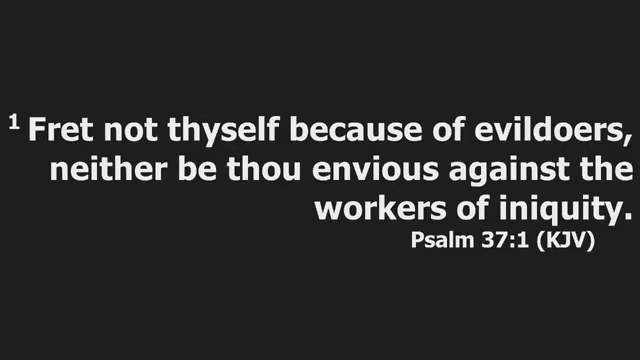 1 Fret not thyself because of evildoers,
neither be thou envious against the
workers of iniquity.
Psalm 37:1 (KJV)